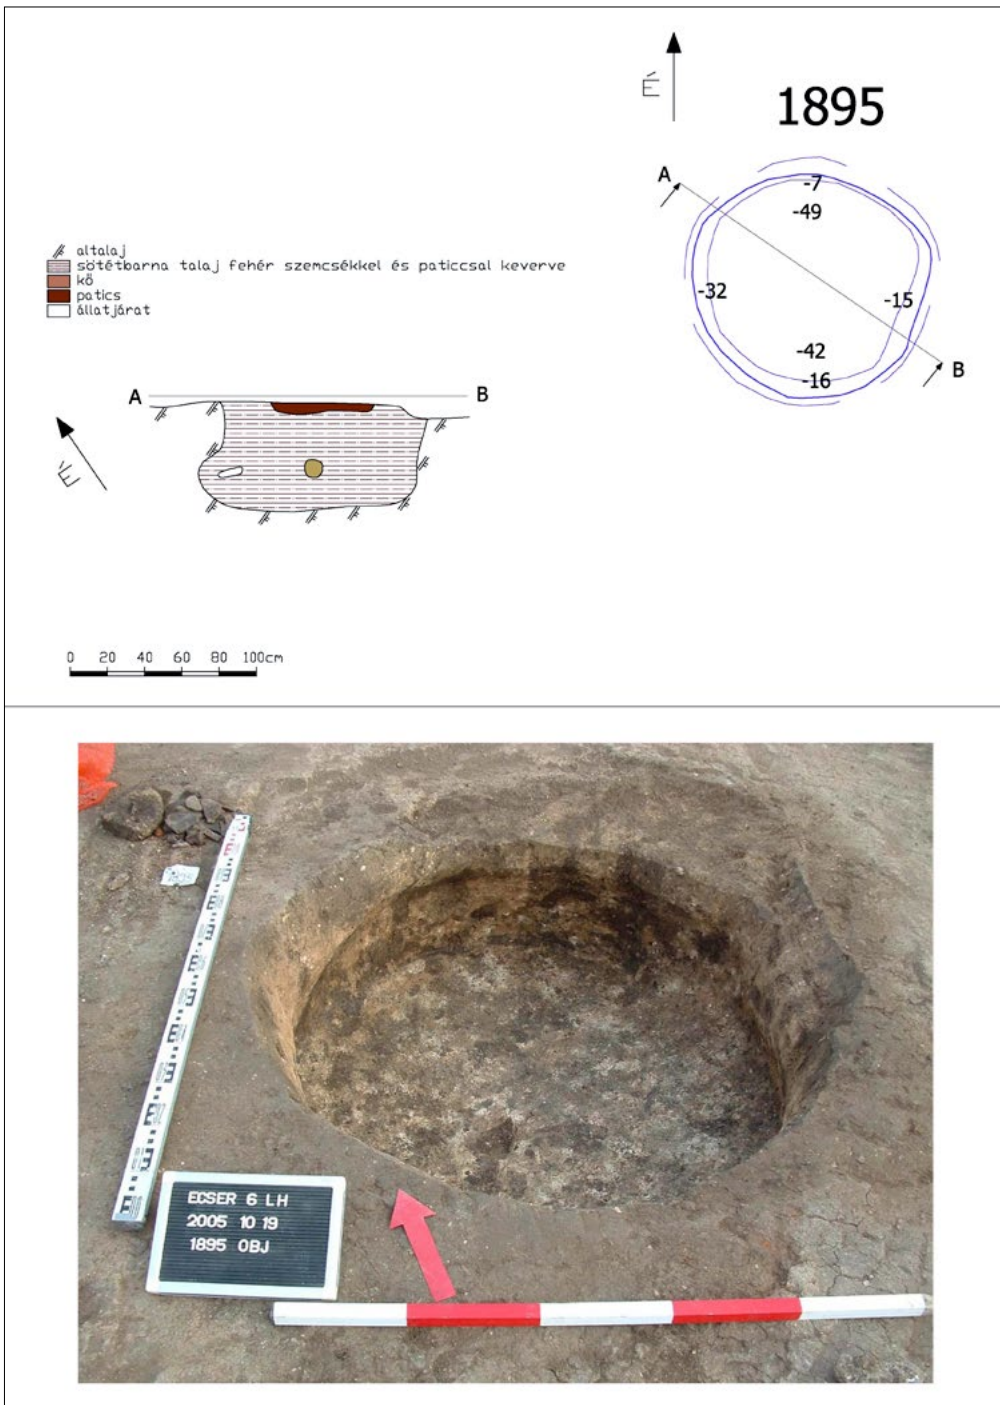 É
1895
A
-7
-49
-32
-15
-42
-16
B
altalaj
sötétbarna talaj fehér szemcsékkel és paticcsal keverve
kő
patics
állatjárat
A
B
É
0 20 40 60 80 100cm
ECSER 6 LH
2005 10 19
1895 OBJ